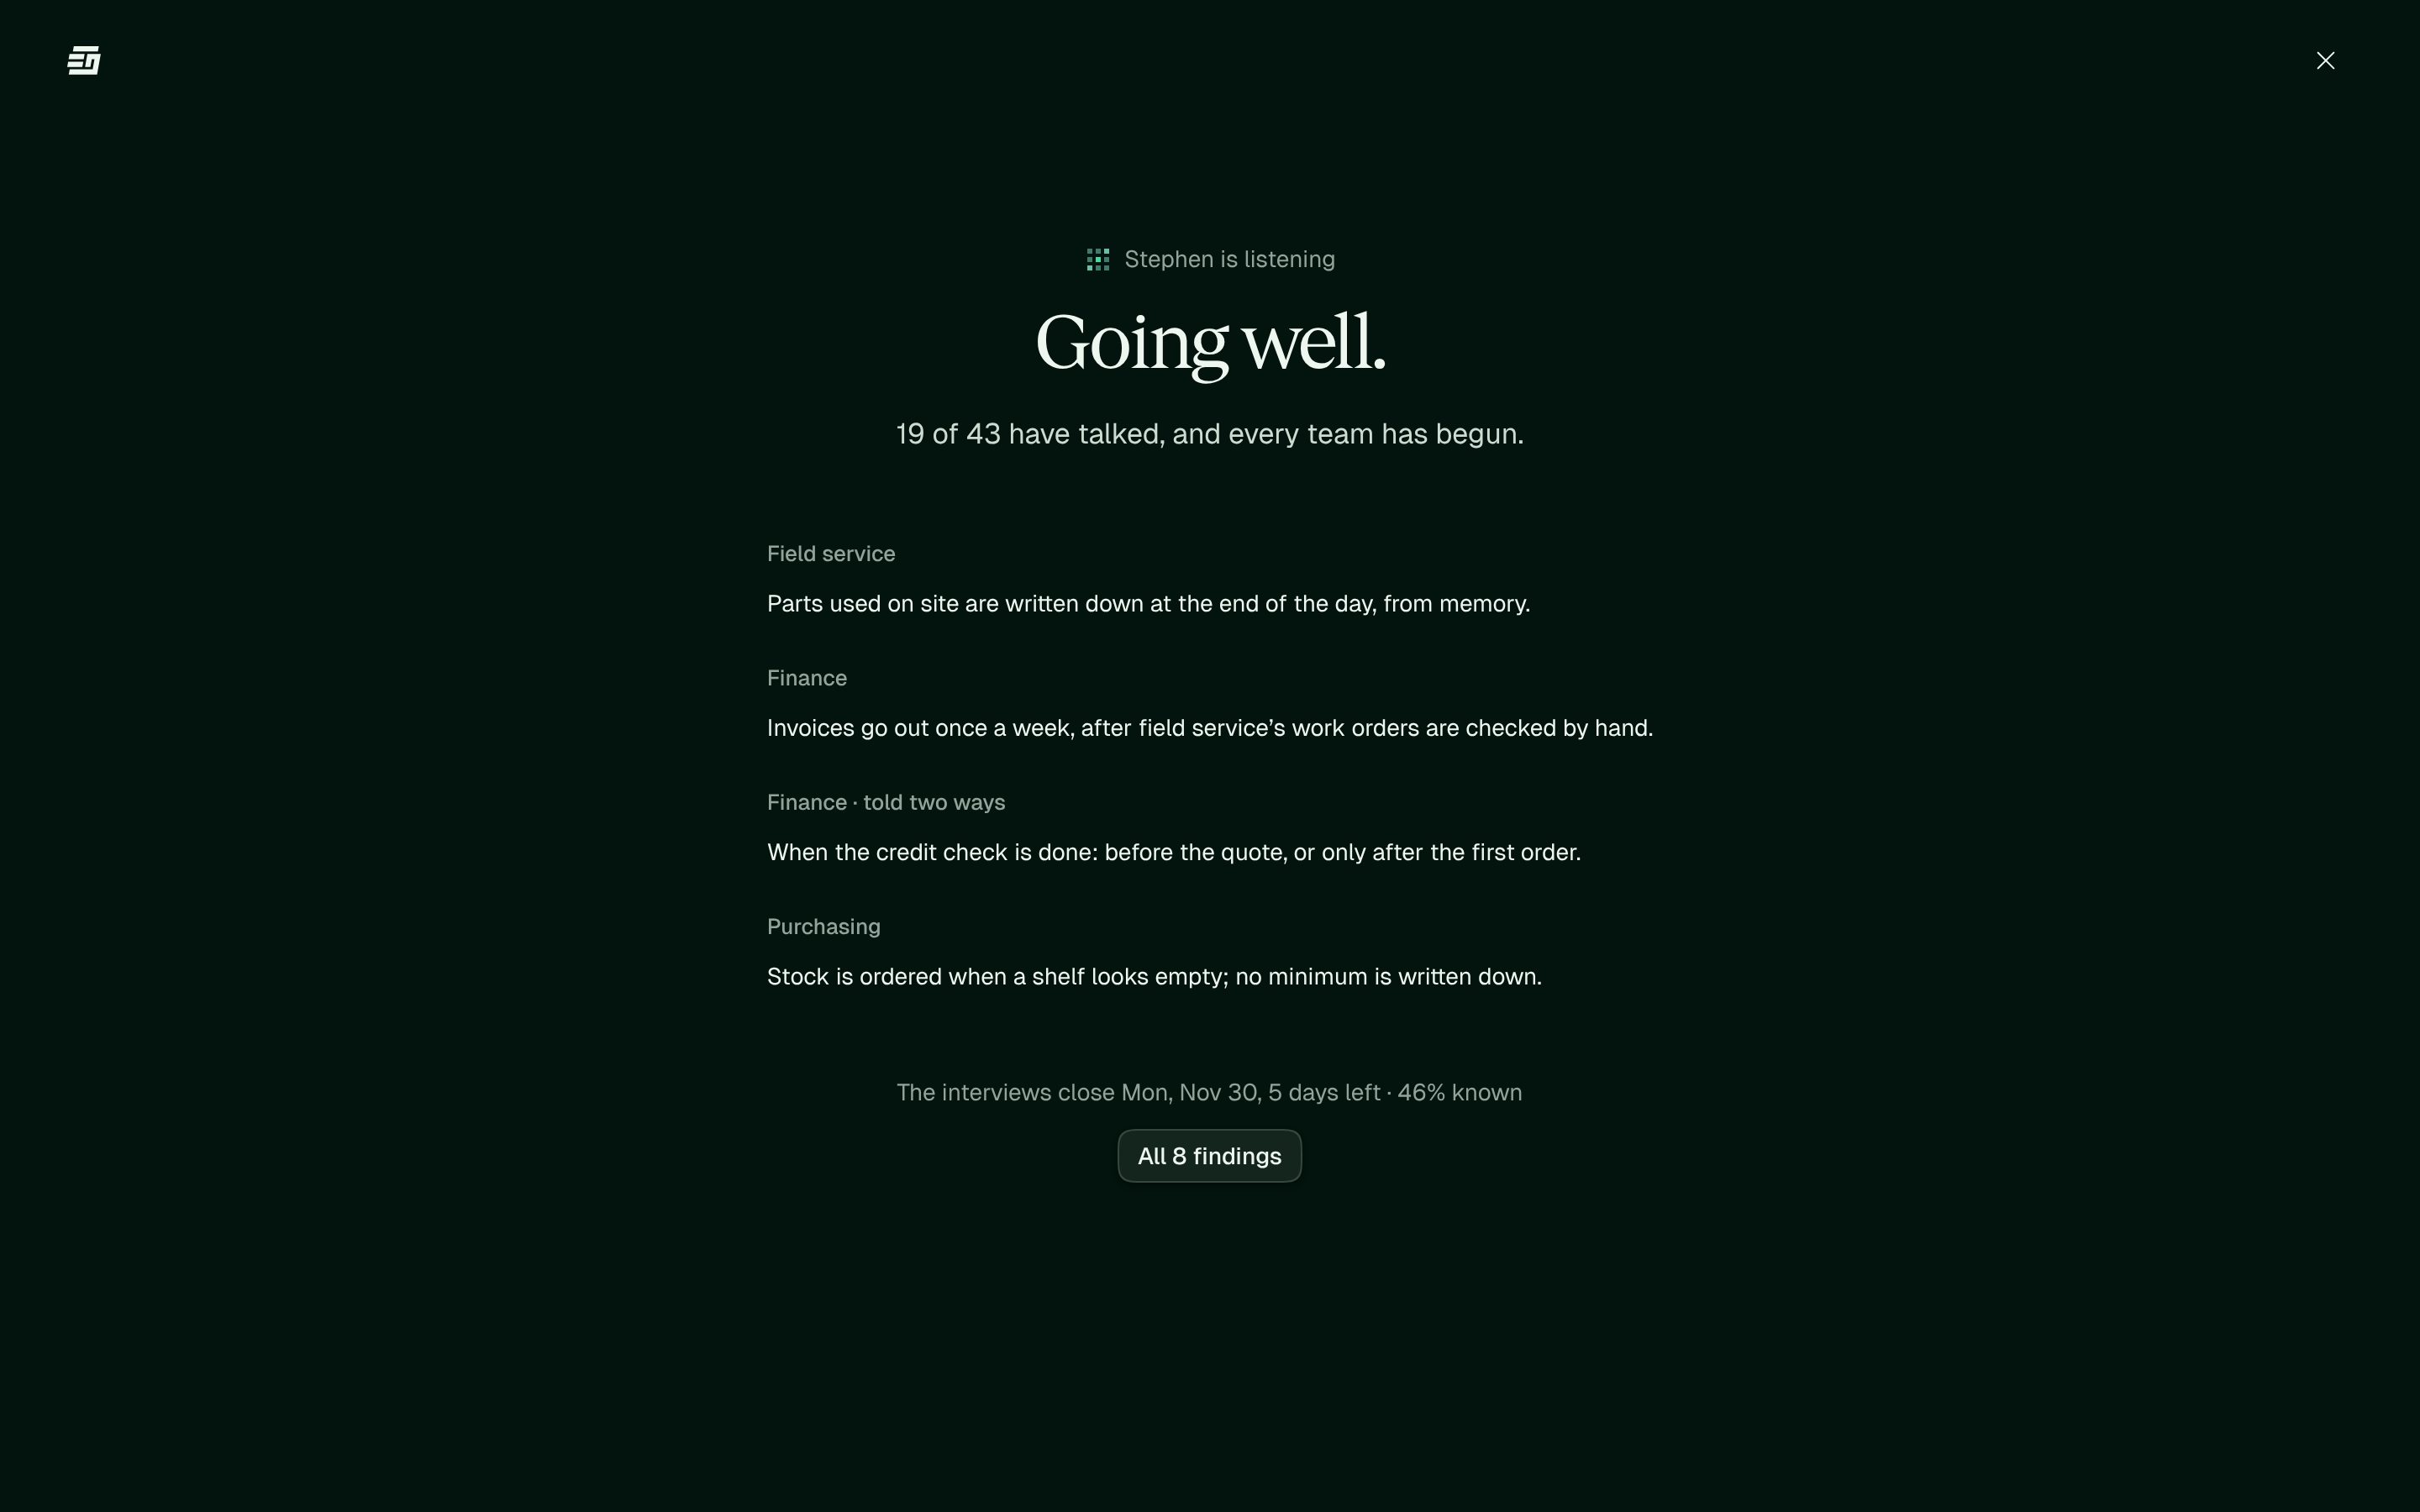 Stephen is listening
Going well.
19 of 43 have talked, and every team has begun.
Field service
Parts used on site are written down at the end of the day, from memory.
Finance
Invoices go out once a week, after field service’s work orders are checked by hand.
Finance · told two ways
When the credit check is done: before the quote, or only after the first order.
Purchasing
Stock is ordered when a shelf looks empty; no minimum is written down.
The interviews close Mon, Nov 30, 5 days left · 46% known
All 8 findings